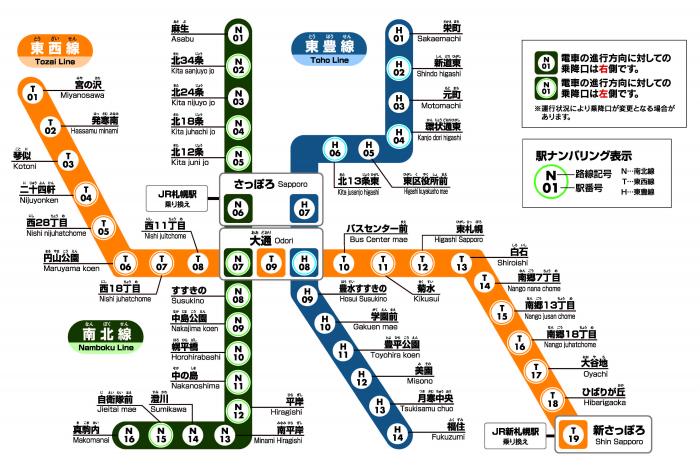 東西線
Tozai Line
東豊線
Toho Line
南北線
Namboku Line
T 01
宮の沢
Miyanosawa
T 02
発寒南
Hassamu minami
T 03
琴似
Kotoni
T 04
二十四軒
Nijuyonken
T 05
西28丁目
Nishi nijuhatchome
T 06
円山公園
Maruyama koen
T 07
西18丁目
Nishi juhatchome
T 08
西11丁目
Nishi juitchome
N 01
麻生
Asabu
N 02
北34条
Kita sanjuyo jo
N 03
北24条
Kita nijuyo jo
N 04
北18条
Kita juhachi jo
N 05
北12条
Kita juni jo
H 01
栄町
Sakaemachi
H 02
新道東
Shindo higashi
H 03
元町
Motomachi
H 04
環状通東
Kanjo dori higashi
H 05
東区役所前
Higashi kuyakusho mae
H 06
北13条東
Kita jusanjo higashi
JR札幌駅
乗り換え
さっぽろ Sapporo
N 06
H 07
大通 Odori
N 07
T 09
H 08
T 10
バスセンター前
Bus Center mae
T 11
菊水
Kikusui
T 12
東札幌
Higashi Sapporo
T 13
白石
Shiroishi
T 14
南郷7丁目
Nango nana chome
T 15
南郷13丁目
Nango jusan chome
T 16
南郷18丁目
Nango juhatchome
T 17
大谷地
Oyachi
T 18
ひばりが丘
Hibarigaoka
JR新札幌駅
乗り換え
T 19
新さっぽろ
Shin Sapporo
N 08
すすきの
Susukino
N 09
中島公園
Nakajima koen
N 10
幌平橋
Horohirabashi
N 11
中の島
Nakanoshima
N 12
平岸
Hiragishi
N 13
南平岸
Minami Hiragishi
N 14
澄川
Sumikawa
N 15
自衛隊前
Jieitai mae
N 16
真駒内
Makomanai
H 09
豊水すすきの
Hosui Susukino
H 10
学園前
Gakuen mae
H 11
豊平公園
Toyohira koen
H 12
美園
Misono
H 13
月寒中央
Tsukisamu chuo
H 14
福住
Fukuzumi
N 01
電車の進行方向に対しての
乗降口は右側です。
N 01
電車の進行方向に対しての
乗降口は左側です。
※運行状況により乗降口が変更となる場合が
あります。
駅ナンバリング表示
N 01
路線記号
駅番号
N…南北線
T…東西線
H…東豊線